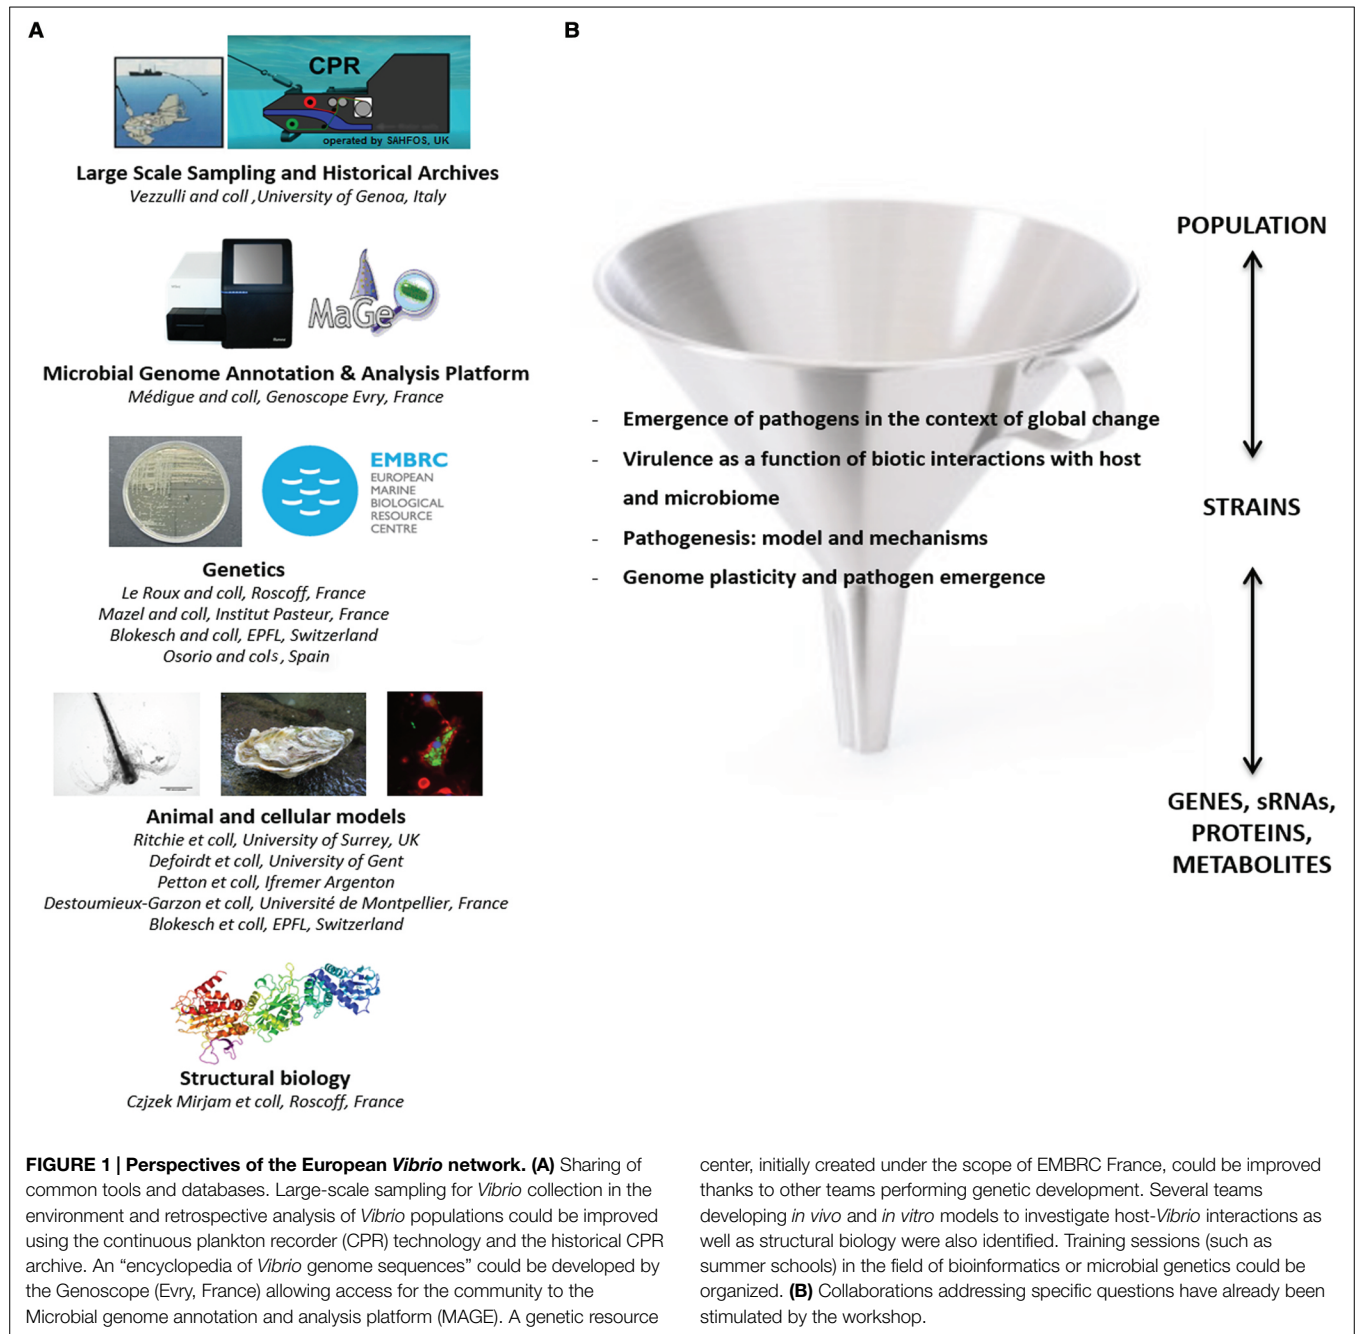 A
CPR
operated by SAHFOS, UK
Large Scale Sampling and Historical Archives
Vezzulli and coll ,University of Genoa, Italy
MaGe
Microbial Genome Annotation & Analysis Platform
Médigue and coll, Genoscope Evry, France
EMBRC
EUROPEAN
MARINE
BIOLOGICAL
RESOURCE
CENTRE
Genetics
Le Roux and coll, Roscoff, France
Mazel and coll, Institut Pasteur, France
Blokesch and coll, EPFL, Switzerland
Osorio and cols, Spain
Animal and cellular models
Ritchie et coll, University of Surrey, UK
Defoirdt et coll, University of Gent
Petton et coll, Ifremer Argenton
Destoumieux-Garzon et coll, Université de Montpellier, France
Blokesch et coll, EPFL, Switzerland
Structural biology
Czjzek Mirjam et coll, Roscoff, France
B
- Emergence of pathogens in the context of global change
- Virulence as a function of biotic interactions with host
and microbiome
- Pathogenesis: model and mechanisms
- Genome plasticity and pathogen emergence
POPULATION
STRAINS
GENES, sRNAs,
PROTEINS,
METABOLITES
FIGURE 1 | Perspectives of the European Vibrio network. (A) Sharing of
common tools and databases. Large-scale sampling for Vibrio collection in the
environment and retrospective analysis of Vibrio populations could be improved
using the continuous plankton recorder (CPR) technology and the historical CPR
archive. An “encyclopedia of Vibrio genome sequences” could be developed by
the Genoscope (Evry, France) allowing access for the community to the
Microbial genome annotation and analysis platform (MAGE). A genetic resource
center, initially created under the scope of EMBRC France, could be improved
thanks to other teams performing genetic development. Several teams
developing in vivo and in vitro models to investigate host-Vibrio interactions as
well as structural biology were also identified. Training sessions (such as
summer schools) in the field of bioinformatics or microbial genetics could be
organized. (B) Collaborations addressing specific questions have already been
stimulated by the workshop.